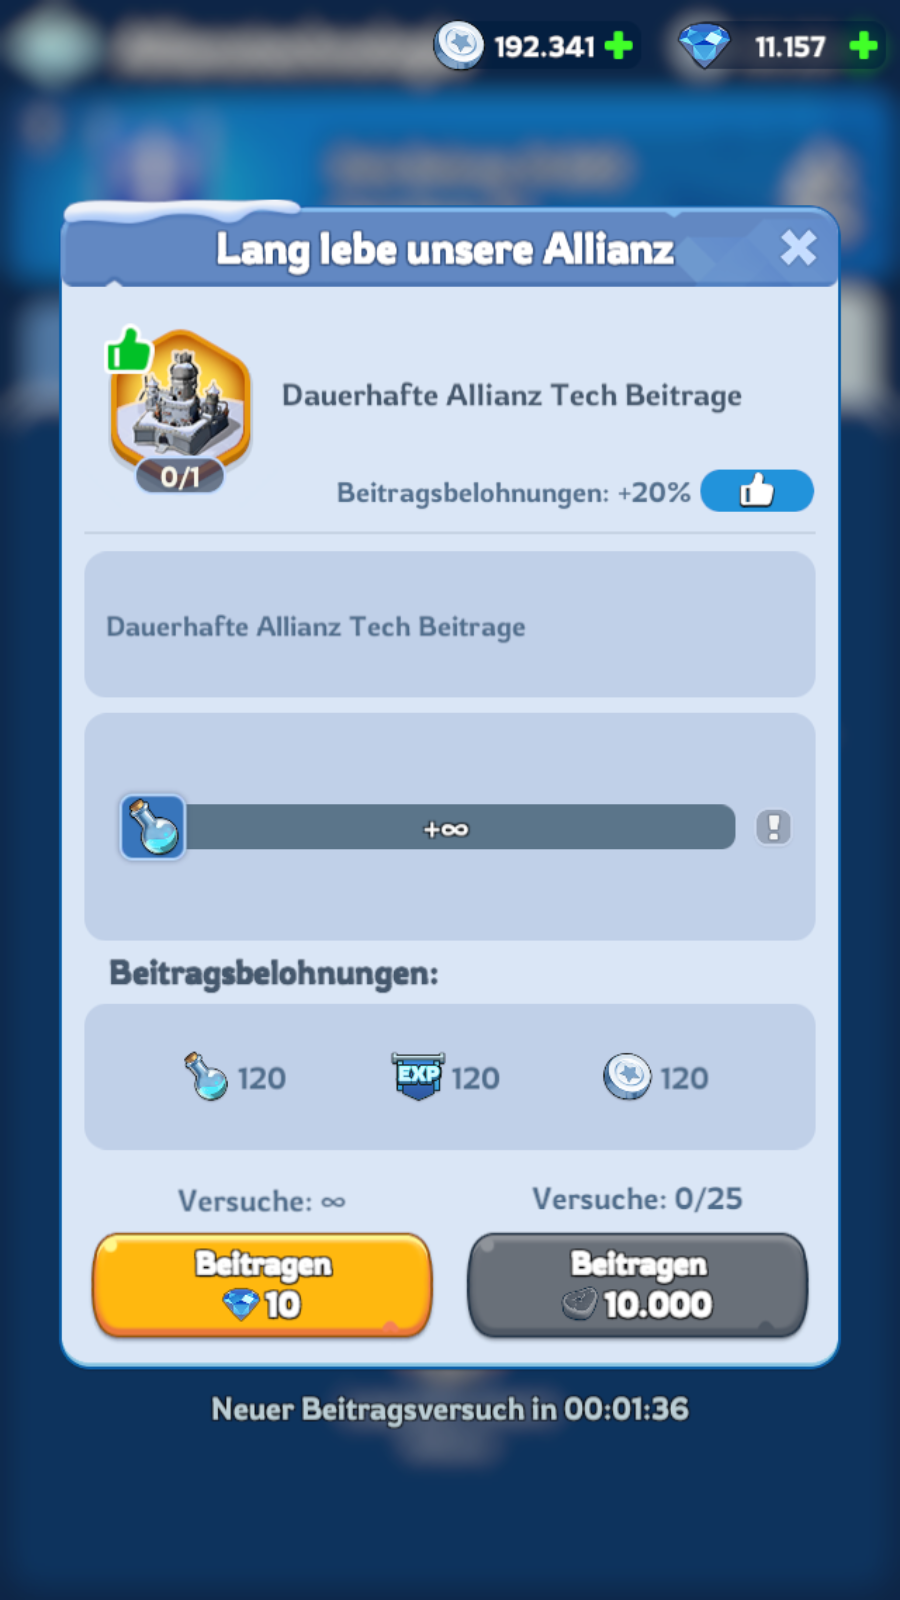 192.341
11.157
Lang lebe unsere Allianz
Dauerhafte Allianz Tech Beitrage
0/1
Beitragsbelohnungen: +20%
Dauerhafte Allianz Tech Beitrage
+∞
Beitragsbelohnungen:
120 EXP 120 120
Versuche: ∞ Versuche: 0/25
Beitragen Beitragen
10 10.000
Neuer Beitragsversuch in 00:01:36